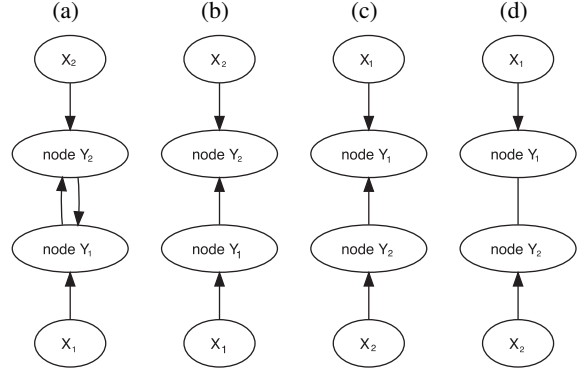 (a) (b) (c) (d)
X₂ X₂ X₁ X₁
node Y₂ node Y₂ node Y₁ node Y₁
node Y₁ node Y₁ node Y₂ node Y₂
X₁ X₁ X₂ X₂